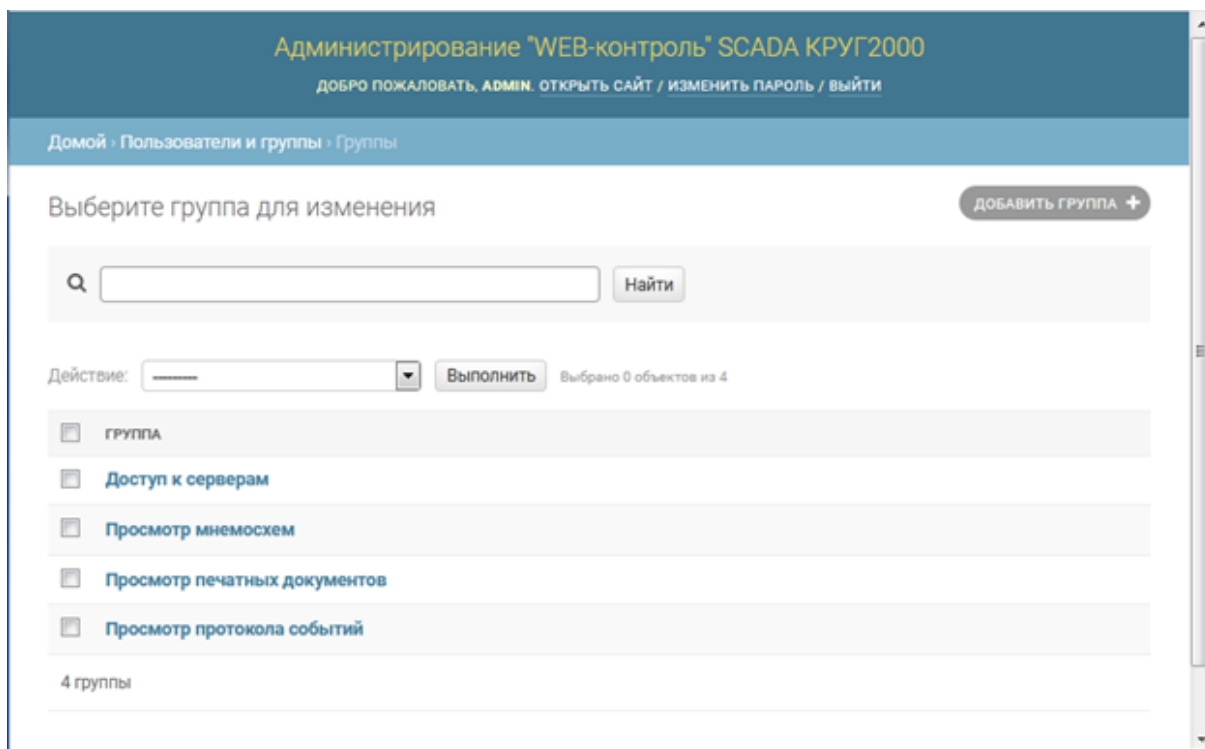 Администрирование "WEB-контроль" SCADA КРУГ2000
ДОБРО ПОЖАЛОВАТЬ, ADMIN. ОТКРЫТЬ САЙТ / ИЗМЕНИТЬ ПАРОЛЬ / ВЫЙТИ
Домой › Пользователи и группы › Группы
Выберите группа для изменения
ДОБАВИТЬ ГРУППА +
Найти
Действие: --------- Выполнить Выбрано 0 объектов из 4
ГРУППА
Доступ к серверам
Просмотр мнемосхем
Просмотр печатных документов
Просмотр протокола событий
4 группы